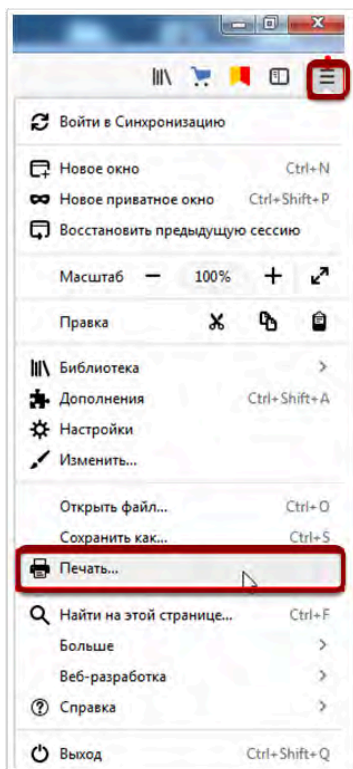 Войти в Синхронизацию
Новое окно Ctrl+N
Новое приватное окно Ctrl+Shift+P
Восстановить предыдущую сессию
Масштаб 100%
Правка
Библиотека
Дополнения Ctrl+Shift+A
Настройки
Изменить...
Открыть файл... Ctrl+O
Сохранить как... Ctrl+S
Печать...
Найти на этой странице... Ctrl+F
Больше
Веб-разработка
Справка
Выход Ctrl+Shift+Q